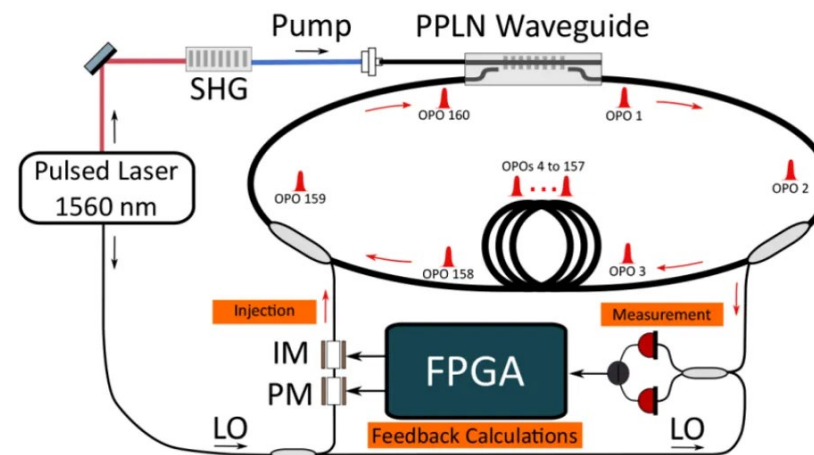 Pump
PPLN Waveguide
SHG
OPO 160
OPO 1
Pulsed Laser
1560 nm
OPO 159
OPOs 4 to 157
OPO 2
OPO 158
OPO 3
Injection
Measurement
IM
PM
FPGA
Feedback Calculations
LO
LO